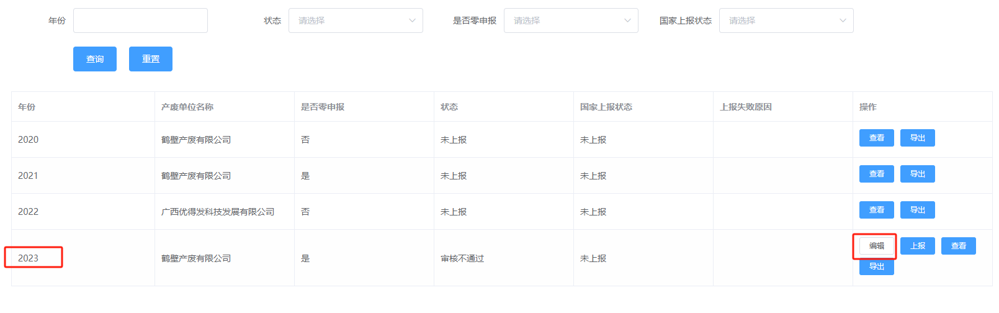 年份 状态 请选择 是否零申报 请选择 国家上报状态 请选择
查询 重置
年份 产废单位名称 是否零申报 状态 国家上报状态 上报失败原因 操作
2020 鹤壁产废有限公司 否 未上报 未上报 查看 导出
2021 鹤壁产废有限公司 是 未上报 未上报 查看 导出
2022 广西优得发科技发展有限公司 否 未上报 未上报 查看 导出
2023 鹤壁产废有限公司 是 审核不通过 未上报 编辑 上报 查看
导出